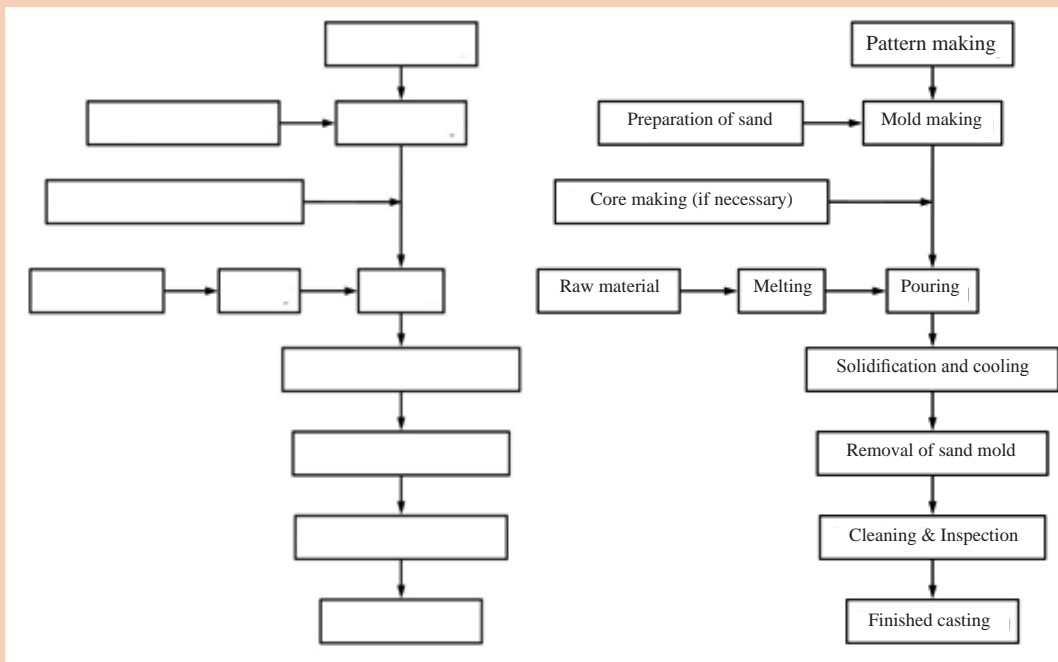 Pattern making
Preparation of sand
Mold making
Core making (if necessary)
Raw material
Melting
Pouring
Solidification and cooling
Removal of sand mold
Cleaning & Inspection
Finished casting